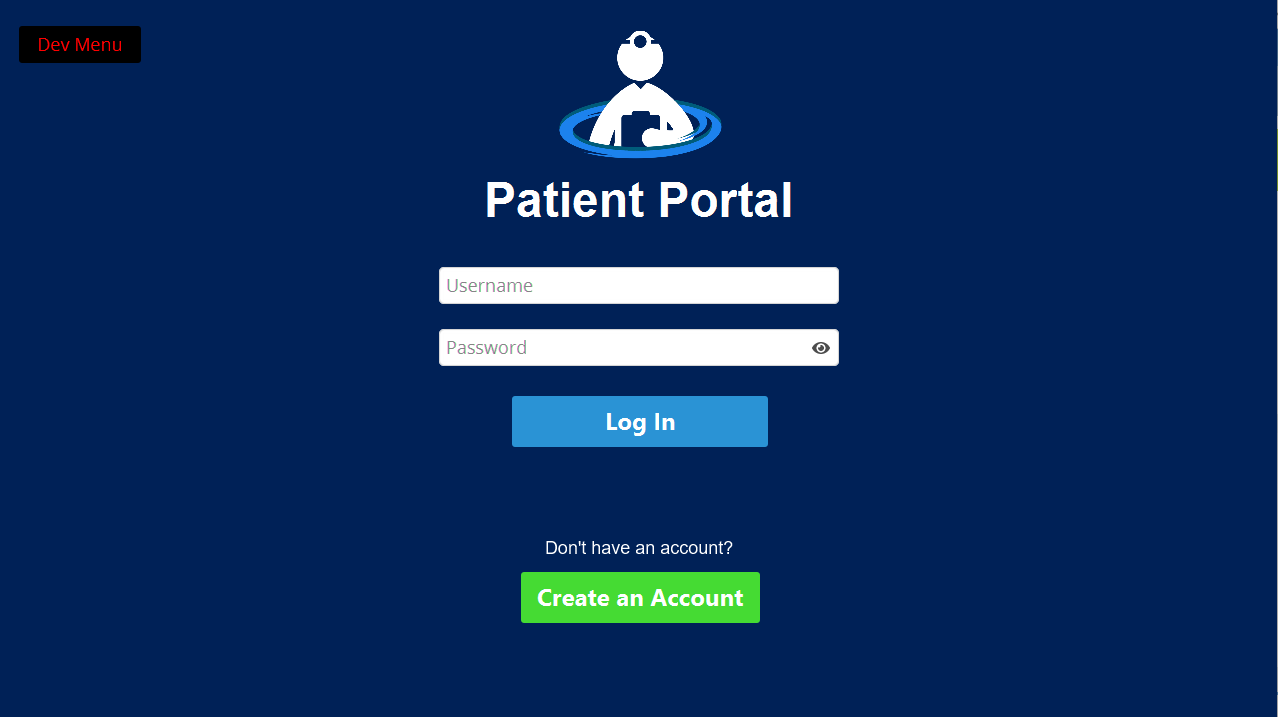 Dev Menu
Patient Portal
Username
Password
Log In
Don't have an account?
Create an Account